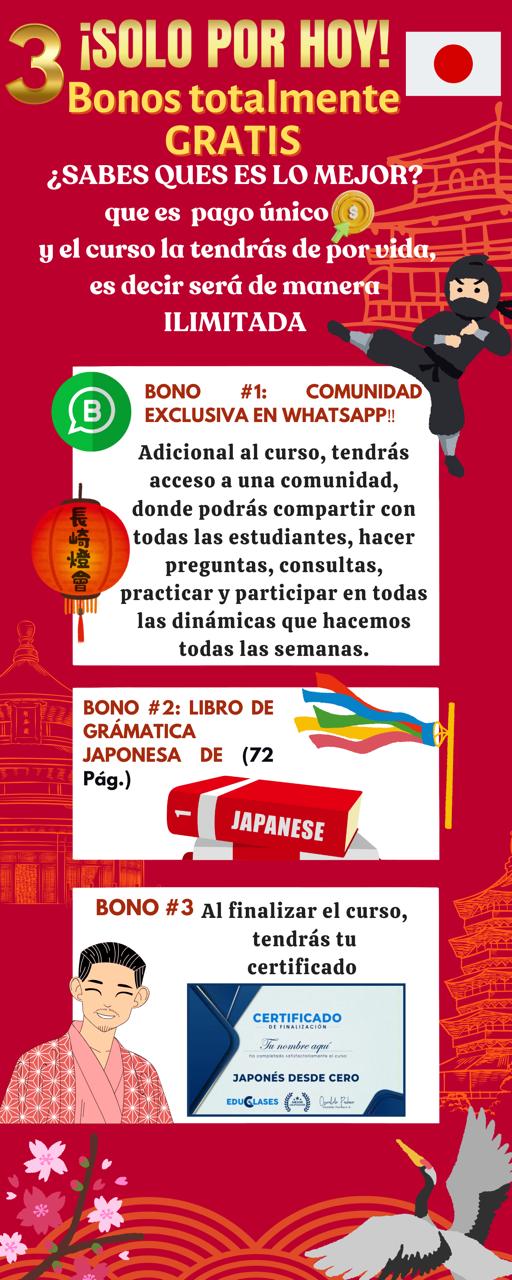 3 ¡SOLO POR HOY!
Bonos totalmente
GRATIS
¿SABES QUES ES LO MEJOR?
que es pago único
y el curso la tendrás de por vida,
es decir será de manera
ILIMITADA
BONO #1: COMUNIDAD
EXCLUSIVA EN WHATSAPP!!
Adicional al curso, tendrás
acceso a una comunidad,
donde podrás compartir con
todas las estudiantes, hacer
preguntas, consultas,
practicar y participar en todas
las dinámicas que hacemos
todas las semanas.
長崎燈會
BONO #2: LIBRO DE
GRÁMATICA
JAPONESA DE (72
Pág.)
1 JAPANESE
BONO #3 Al finalizar el curso,
tendrás tu
certificado
CERTIFICADO
DE FINALIZACIÓN
Tu nombre aquí
ha completado satisfactoriamente el curso
JAPONÉS DESDE CERO
EDUCLASES